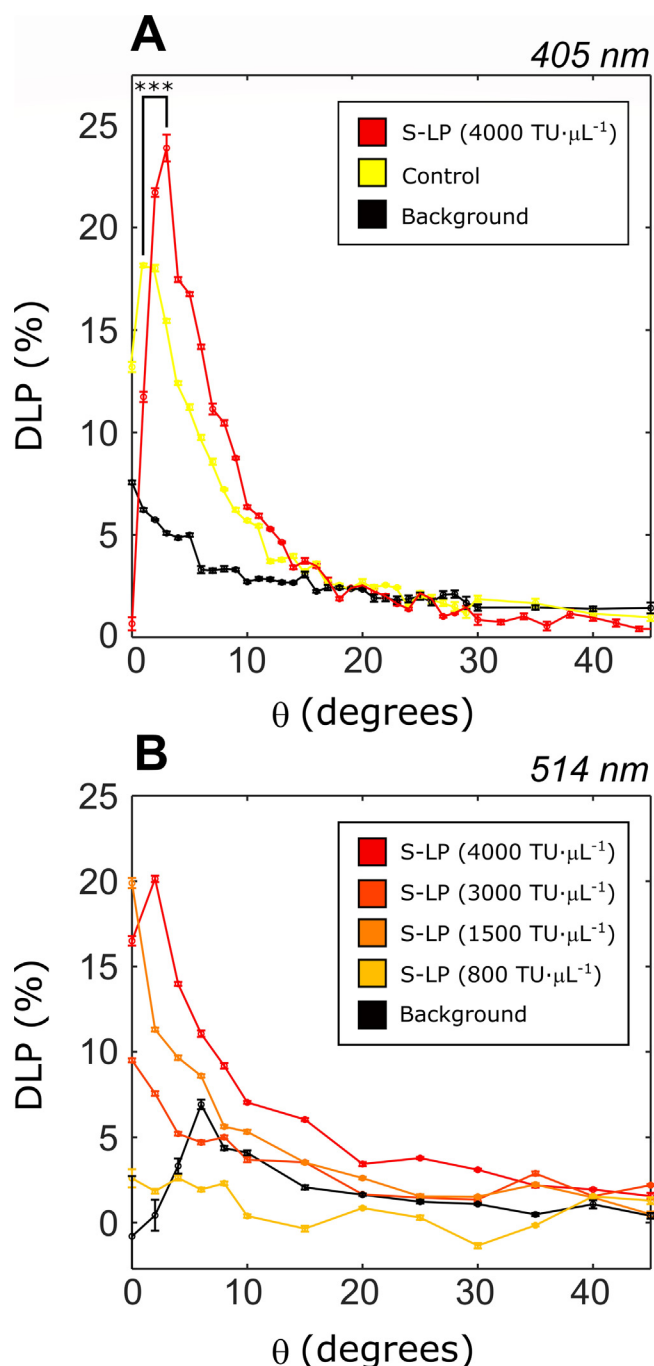 A
405 nm
***
25
20
15
10
5
0
DLP (%)
S-LP (4000 TU·μL⁻¹)
Control
Background
0 10 20 30 40
θ (degrees)
B
514 nm
25
20
15
10
5
0
DLP (%)
S-LP (4000 TU·μL⁻¹)
S-LP (3000 TU·μL⁻¹)
S-LP (1500 TU·μL⁻¹)
S-LP (800 TU·μL⁻¹)
Background
0 10 20 30 40
θ (degrees)